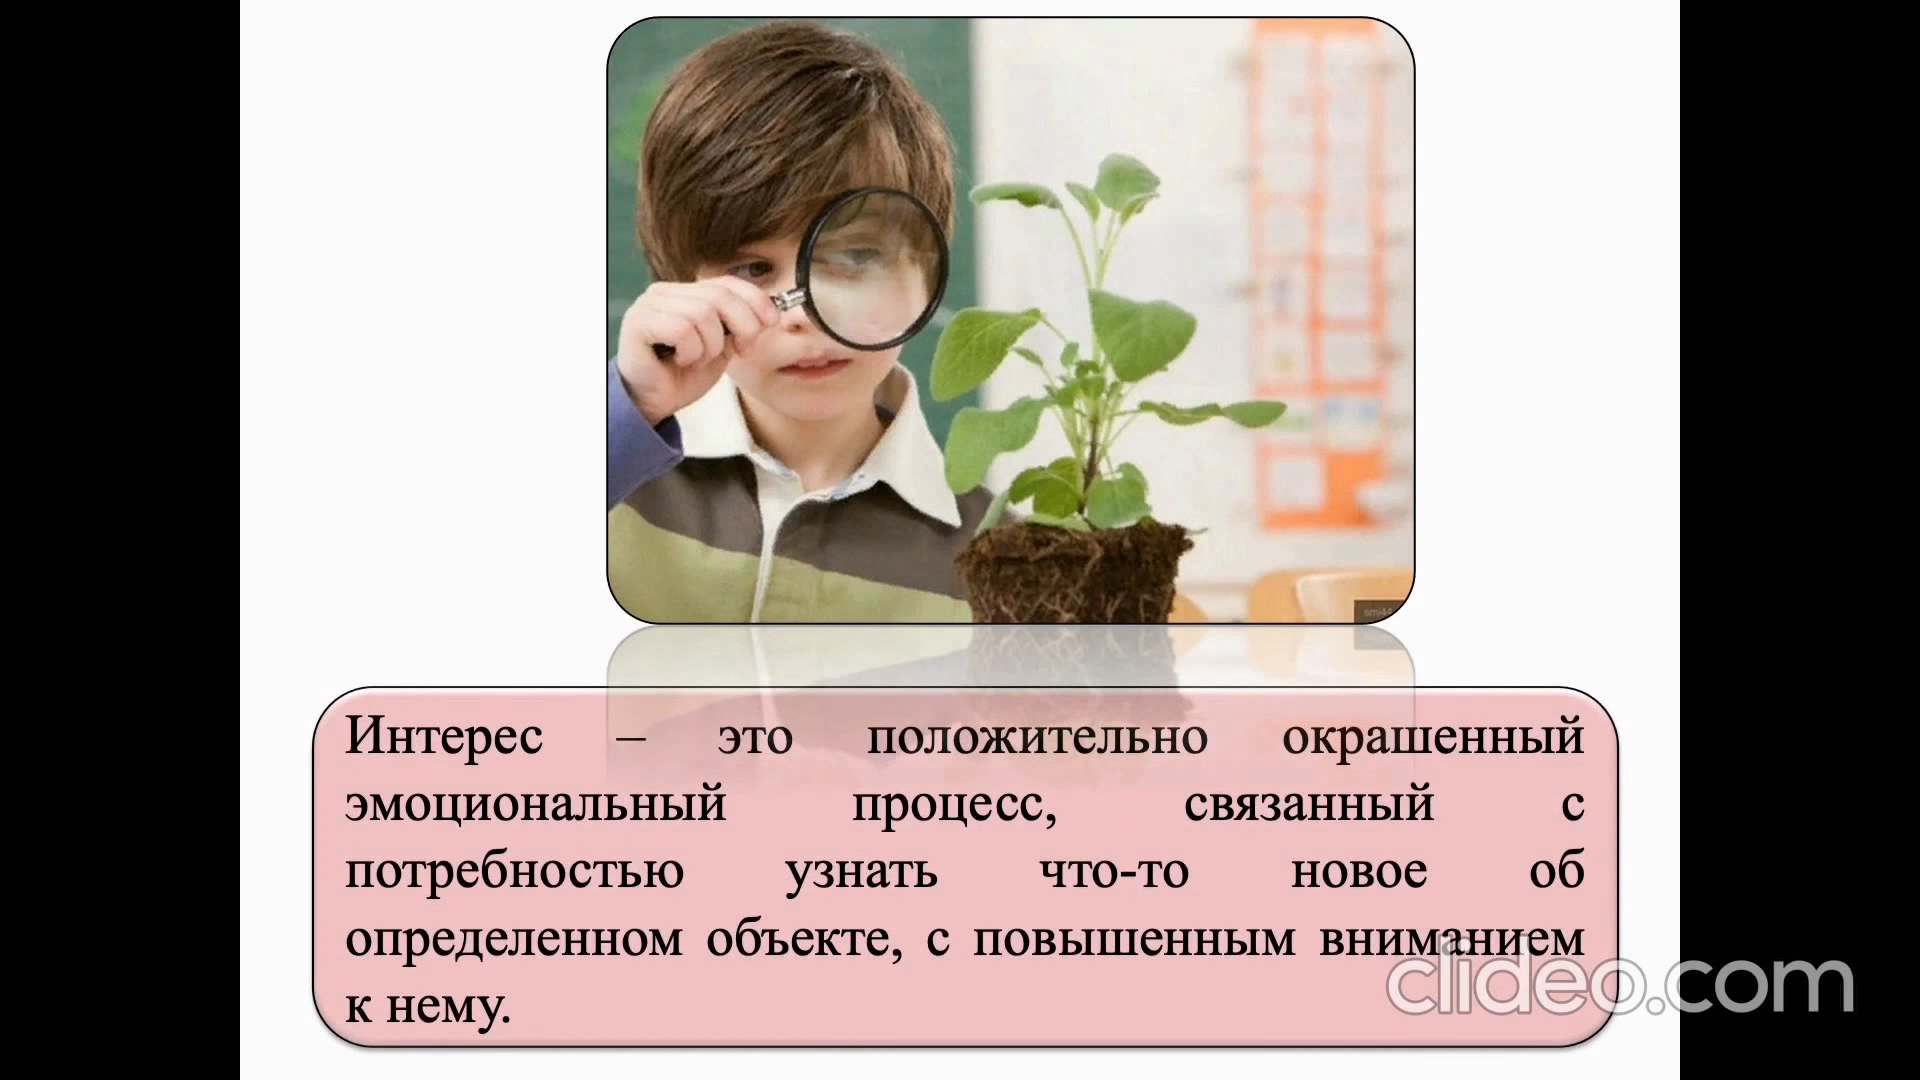 Интерес – это положительно окрашенный
эмоциональный процесс, связанный с
потребностью узнать что-то новое об
определенном объекте, с повышенным вниманием
к нему.
clideo.com